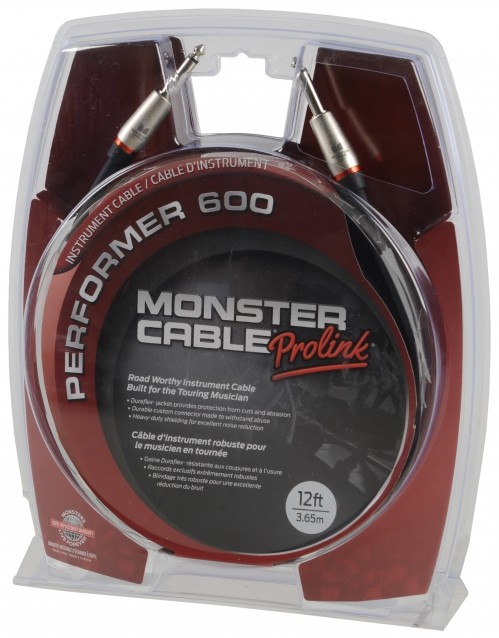 INSTRUMENT CABLE / CABLE D'INSTRUMENT
PERFORMER 600
MONSTER
CABLE Prolink
Road Worthy Instrument Cable
Built for the Touring Musician
• Duraflex jacket provides protection from cuts and abrasion
• Durable custom connector made to withstand abuse
• Heavy-duty shielding for excellent noise reduction
Câble d'instrument robuste pour
le musicien en tournée
• Gaine Duraflex résistante aux coupures et à l'usure
• Raccords exclusifs extrêmement robustes
• Blindage très robuste pour une excellente
réduction du bruit
12ft
3.65m
MONSTER
FOREVER